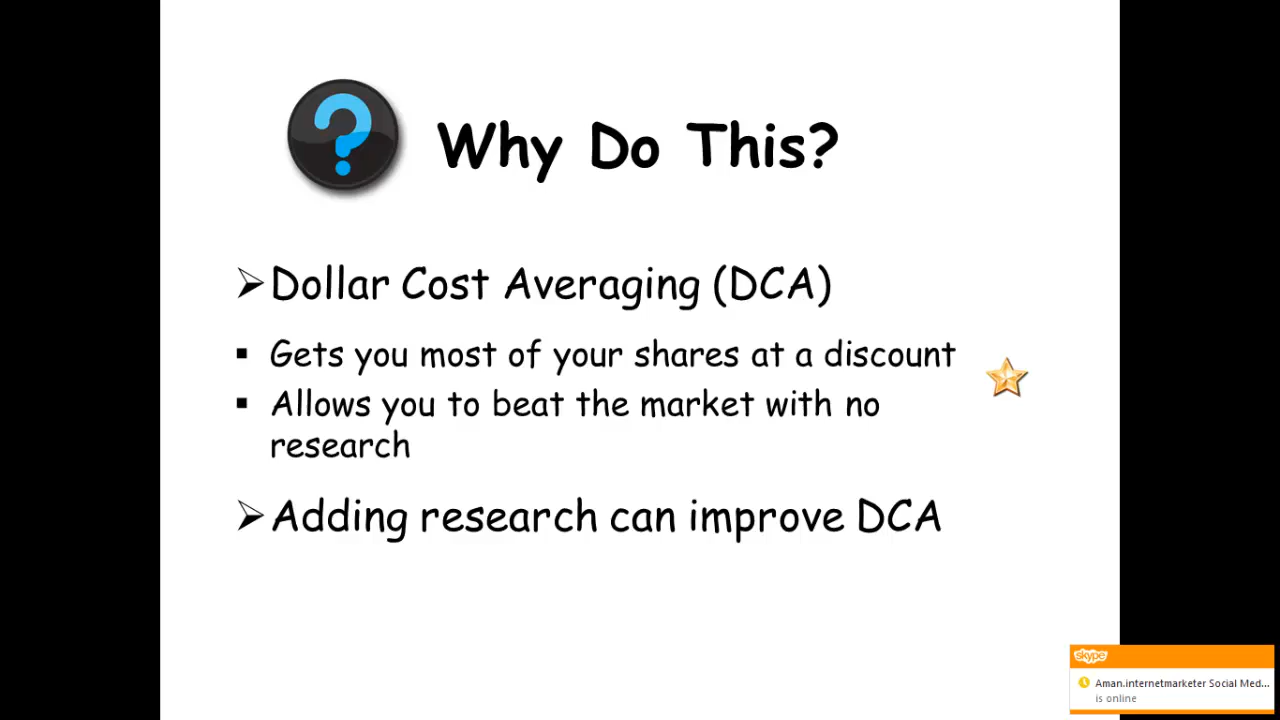 Why Do This?
Dollar Cost Averaging (DCA)
Gets you most of your shares at a discount
Allows you to beat the market with no
research
Adding research can improve DCA
skype
Aman.internetmarketer Social Med...
is online